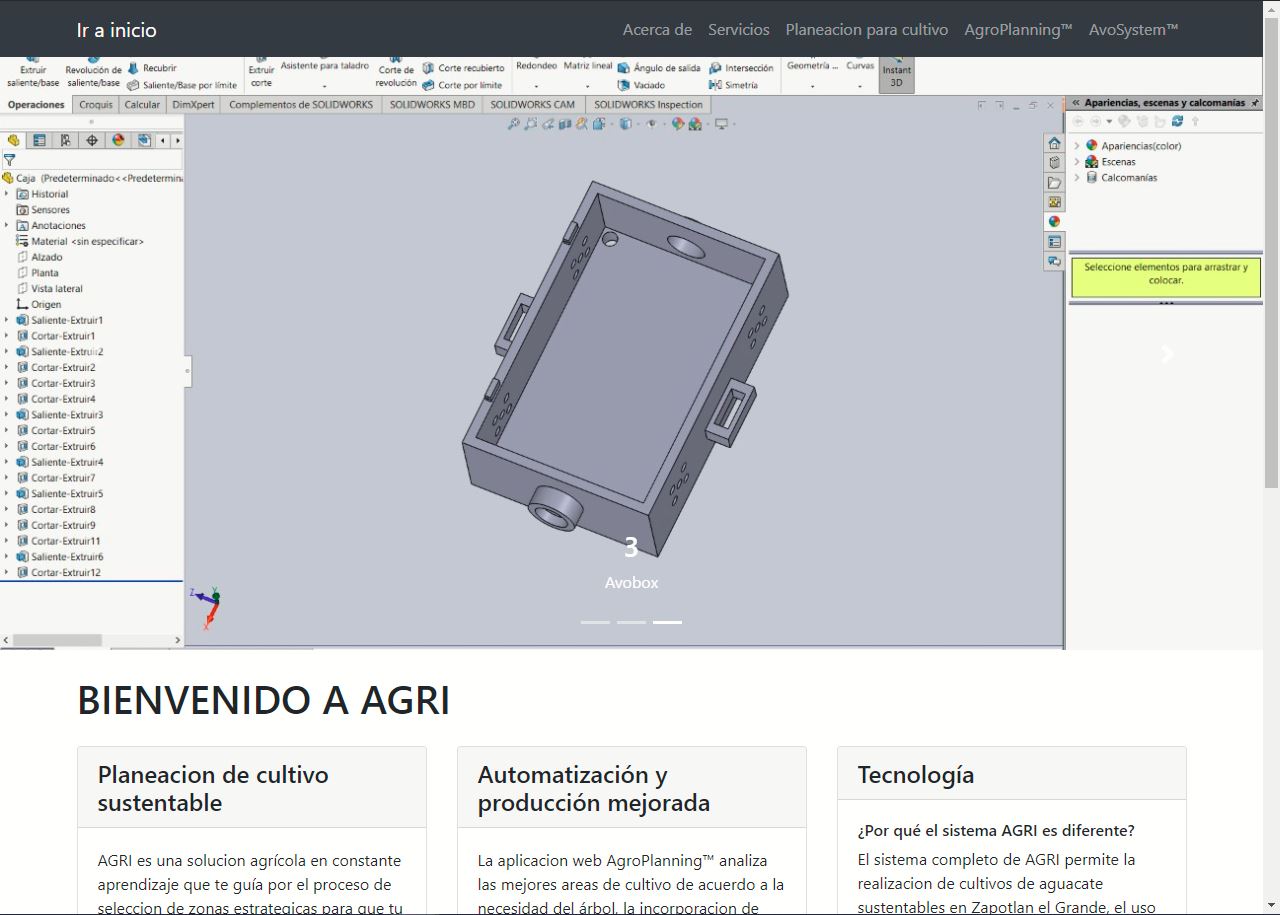 Ir a inicio
Acerca de Servicios Planeacion para cultivo AgroPlanning™ AvoSystem™
Extruir saliente/base
Revolución de saliente/base
Recubrir
Saliente/Base por límite
Extruir corte
Asistente para taladro
Corte de revolución
Corte recubierto
Corte por límite
Redondeo
Matriz lineal
Ángulo de salida
Vaciado
Intersección
Simetría
Geometría ...
Curvas
Instant 3D
Operaciones Croquis Calcular DimXpert Complementos de SOLIDWORKS SOLIDWORKS MBD SOLIDWORKS CAM SOLIDWORKS Inspection
Apariencias, escenas y calcomanías
Apariencias(color)
Escenas
Calcomanías
Seleccione elementos para arrastrar y
colocar.
Caja (Predeterminado<<Predetermina
Historial
Sensores
Anotaciones
Material <sin especificar>
Alzado
Planta
Vista lateral
Origen
Saliente-Extruir1
Cortar-Extruir1
Saliente-Extruir2
Cortar-Extruir2
Cortar-Extruir3
Cortar-Extruir4
Saliente-Extruir3
Cortar-Extruir5
Cortar-Extruir6
Saliente-Extruir4
Cortar-Extruir7
Saliente-Extruir5
Cortar-Extruir8
Cortar-Extruir9
Cortar-Extruir11
Saliente-Extruir6
Cortar-Extruir12
Z Y
X
3
Avobox
BIENVENIDO A AGRI
Planeacion de cultivo
sustentable
AGRI es una solucion agrícola en constante
aprendizaje que te guía por el proceso de
seleccion de zonas estrategicas para que tu
Automatización y
producción mejorada
La aplicacion web AgroPlanning™ analiza
las mejores areas de cultivo de acuerdo a la
necesidad del árbol, la incorporacion de
Tecnología
¿Por qué el sistema AGRI es diferente?
El sistema completo de AGRI permite la
realizacion de cultivos de aguacate
sustentables en Zapotlan el Grande, el uso